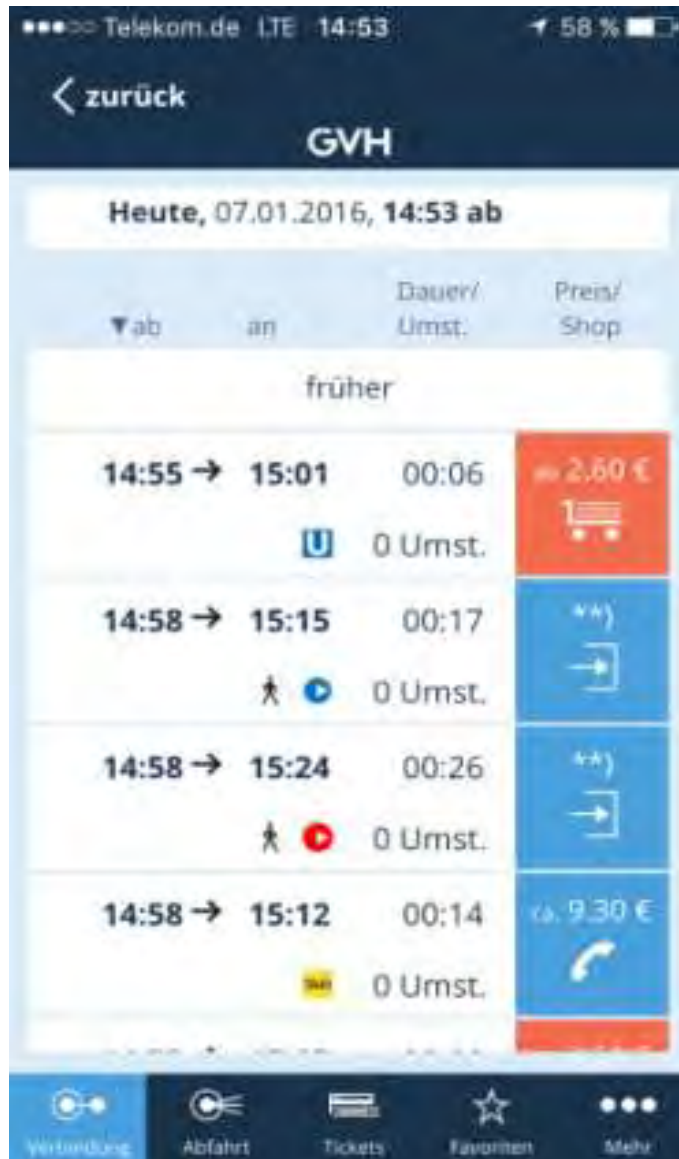 Telekom.de LTE 14:53 58 %
zurück
GVH
Heute, 07.01.2016, 14:53 ab
Dauer/ Preis/
▼ab an Umst. Shop
früher
14:55 → 15:01 00:06 ab 2,60 €
U 0 Umst.
14:58 → 15:15 00:17 **)
0 Umst.
14:58 → 15:24 00:26 **)
0 Umst.
14:58 → 15:12 00:14 ca. 9,30 €
0 Umst.
Verbindung Abfahrt Tickets Favoriten Mehr